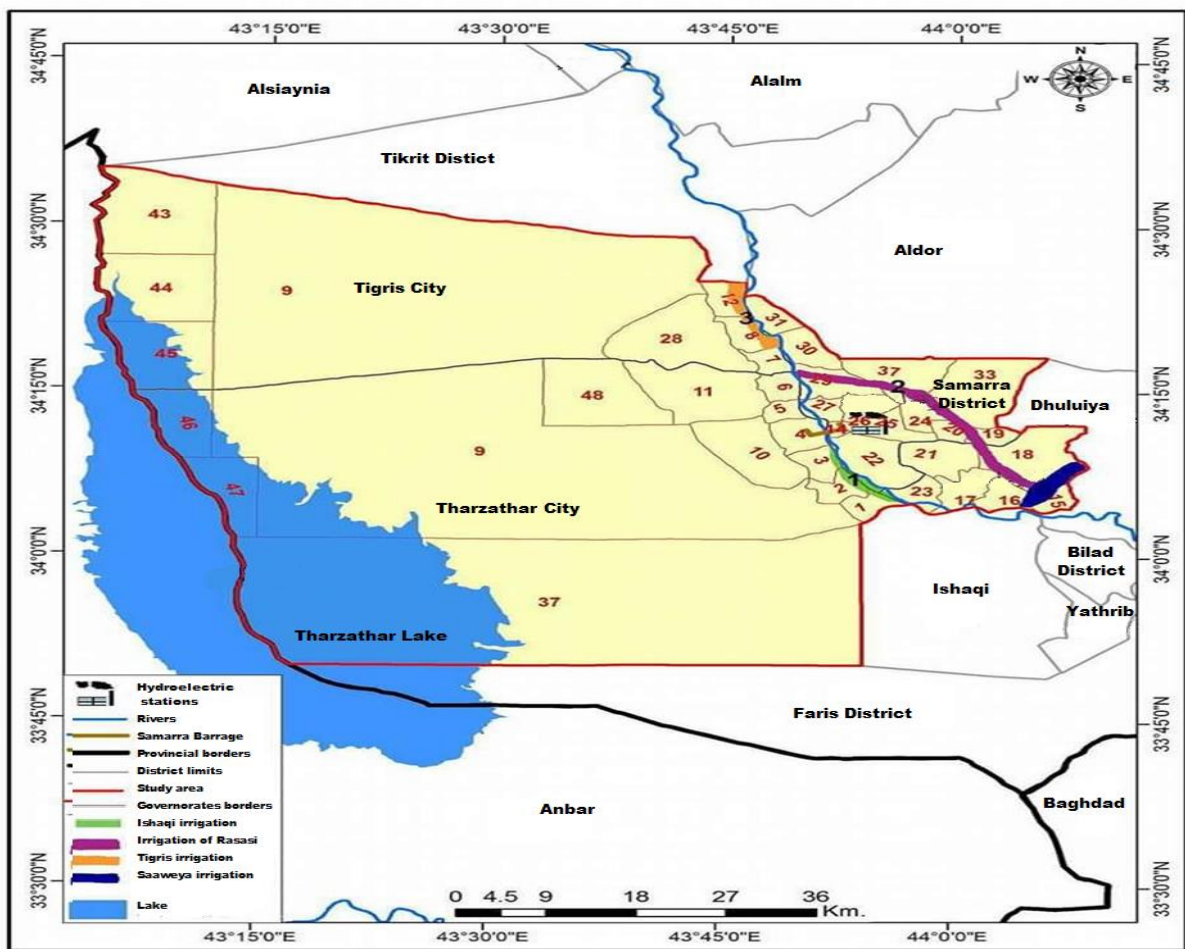 43°15'0"E
43°30'0"E
43°45'0"E
44°0'0"E
34°45'0"N
34°45'0"N
N
W
E
S
Alsiaynia
Alalm
Tikrit Distict
34°30'0"N
34°30'0"N
43
Aldor
44
9
Tigris City
12
3
31
8
28
30
7
45
37
33
34°15'0"N
34°15'0"N
29
2
Samarra
District
6
48
11
Dhuluiya
5
27
26
25
24
20
19
46
4
14
9
10
3
22
21
18
47
1
2
23
17
16
15
Tharzathar City
1
34°0'0"N
34°0'0"N
Bilad
District
Ishaqi
37
Yathrib
Tharzathar Lake
Hydroelectric
stations
Rivers
Samarra Barrage
Provincial borders
District limits
Study area
Governorates borders
Ishaqi irrigation
Irrigation of Rasasi
Tigris irrigation
Saaweya irrigation
Lake
33°45'0"N
33°45'0"N
Faris District
Anbar
Baghdad
33°30'0"N
33°30'0"N
0 4.5 9 18 27 36
Km.
43°15'0"E
43°30'0"E
43°45'0"E
44°0'0"E